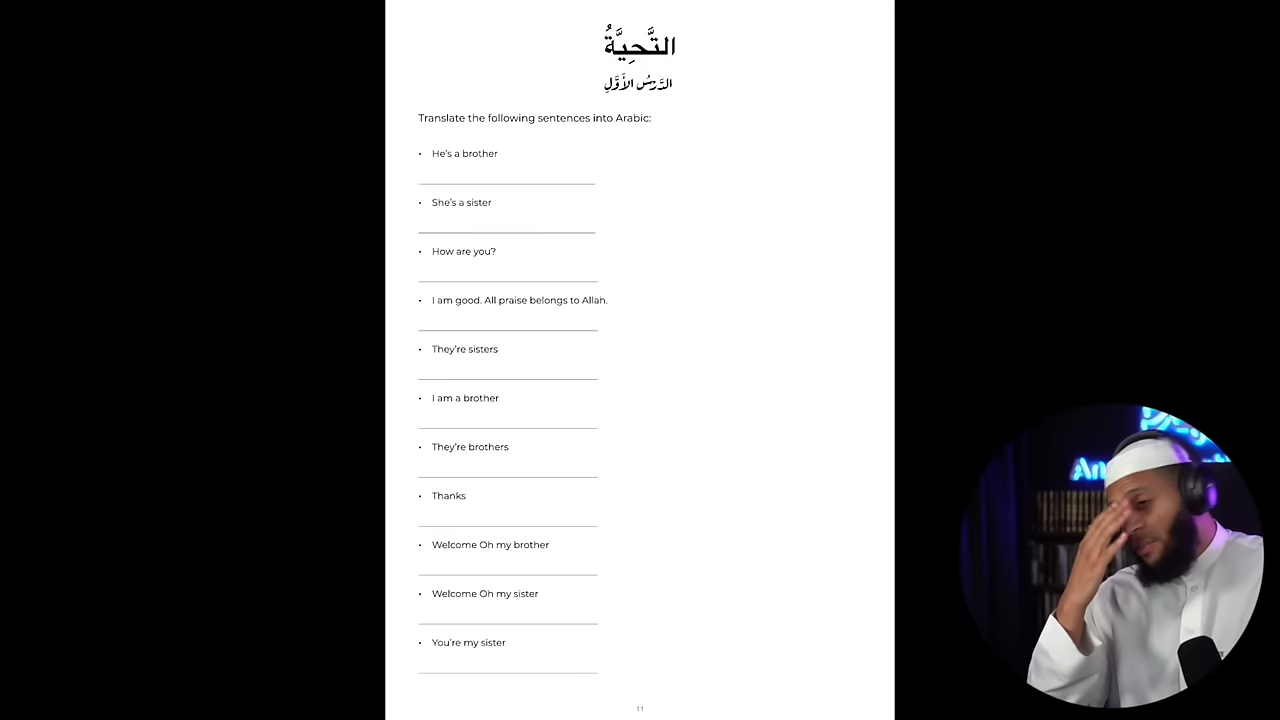 التَّحِيَّةُ
الدَّرْسُ الأَوَّلِ
Translate the following sentences into Arabic:
• He's a brother
• She's a sister
• How are you?
• I am good. All praise belongs to Allah.
• They're sisters
• I am a brother
• They're brothers
• Thanks
• Welcome Oh my brother
• Welcome Oh my sister
• You're my sister
11